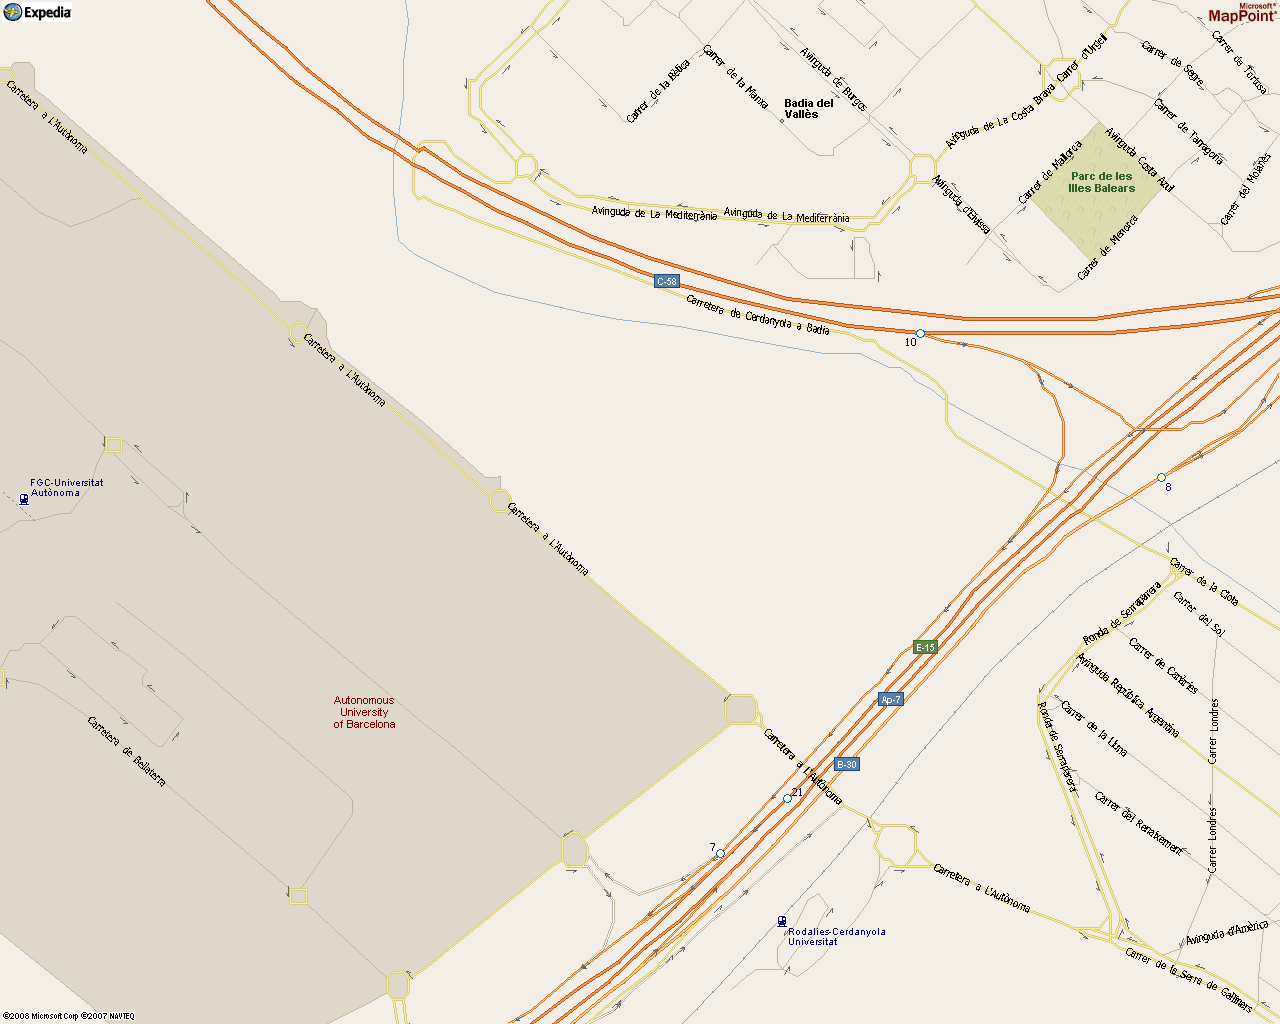 Expedia
Microsoft®
MapPoint®
Carretera a L'Autònoma
Carrer de la Bètica
Carrer de la Manxa
Avinguda de Burgos
Badia del
Vallès
Avinguda de La Costa Brava
Carrer d'Urgell
Carrer de Segre
Carrer de Tortosa
Carrer de Tarragona
Avinguda Costa Azul
Carrer de Mallorca
Parc de les
Illes Balears
Carrer del Moianès
Carrer de Menorca
Avinguda d'Eivissa
Avinguda de La Mediterrània
Avinguda de La Mediterrània
C-58
Carretera de Cerdanyola a Badia
10
Carretera a L'Autònoma
FGC-Universitat
Autònoma
8
Carretera a L'Autònoma
Carrer de la Clota
Ronda de Serraparera
Carrer del Sol
E-15
Carrer de Canàries
Avinguda República Argentina
Autonomous
University
of Barcelona
Ap-7
Ronda de Serraparera
Carrer de la Lluna
Carrer Londres
Carretera de Bellaterra
Carretera a L'Autònoma
B-30
21
Carrer del Renaixement
Carrer Londres
7
Carretera a L'Autònoma
Rodalies-Cerdanyola
Universitat
Avinguda d'Amèrica
Carrer de la Serra de Galliners
©2008 Microsoft Corp ©2007 NAVTEQ